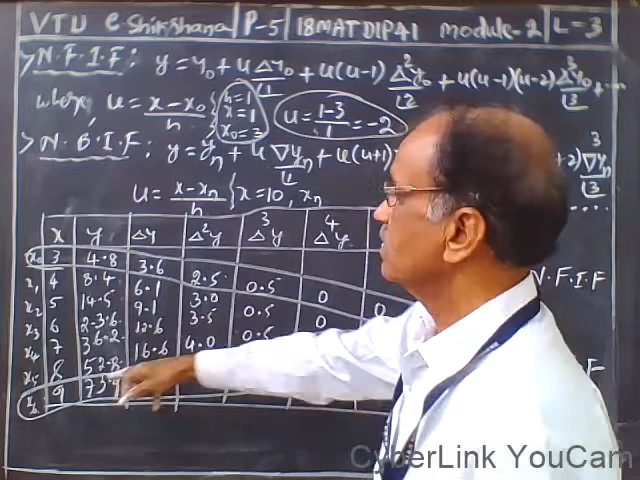 VTU e-Shikshana P-5 18MATDIP41 module-2 L-3
> N.F.I.F: y = y₀ + u Δy₀/⌊1 + u(u-1) Δ²y₀/⌊2 + u(u-1)(u-2) Δ³y₀/⌊3 + ...
where, u = x-x₀/h h=1 x=1 x₀=3 u = 1-3/1 = -2
> N.B.I.F: y = yₙ + u ∇yₙ/⌊1 + u(u+1) +2) ∇³yₙ/⌊3
u = x-xₙ/h } x=10, xₙ ....
x y Δy Δ²y Δ³y Δ⁴y
x₀ 3 4.8 3.6
x₁ 4 8.4 6.1 2.5 0.5 N.F.I.F
x₂ 5 14.5 9.1 3.0 0.5 0 0
x₃ 6 23.6 12.6 3.5 0.5 0
x₄ 7 36.2 16.6 4.0
x₅ 8 52.8 F
x₆ 9 73.
CyberLink YouCam